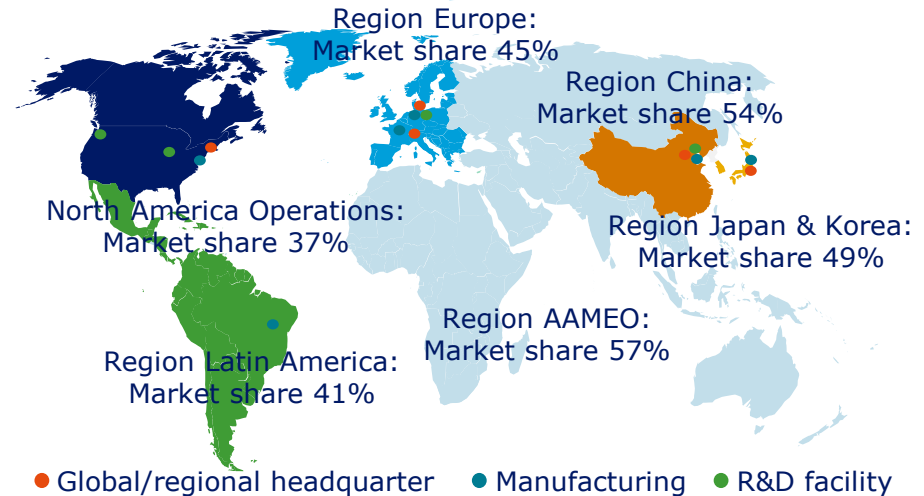 Region Europe:
Market share 45%
Region China:
Market share 54%
North America Operations:
Market share 37%
Region Japan & Korea:
Market share 49%
Region AAMEO:
Market share 57%
Region Latin America:
Market share 41%
Global/regional headquarter
Manufacturing
R&D facility